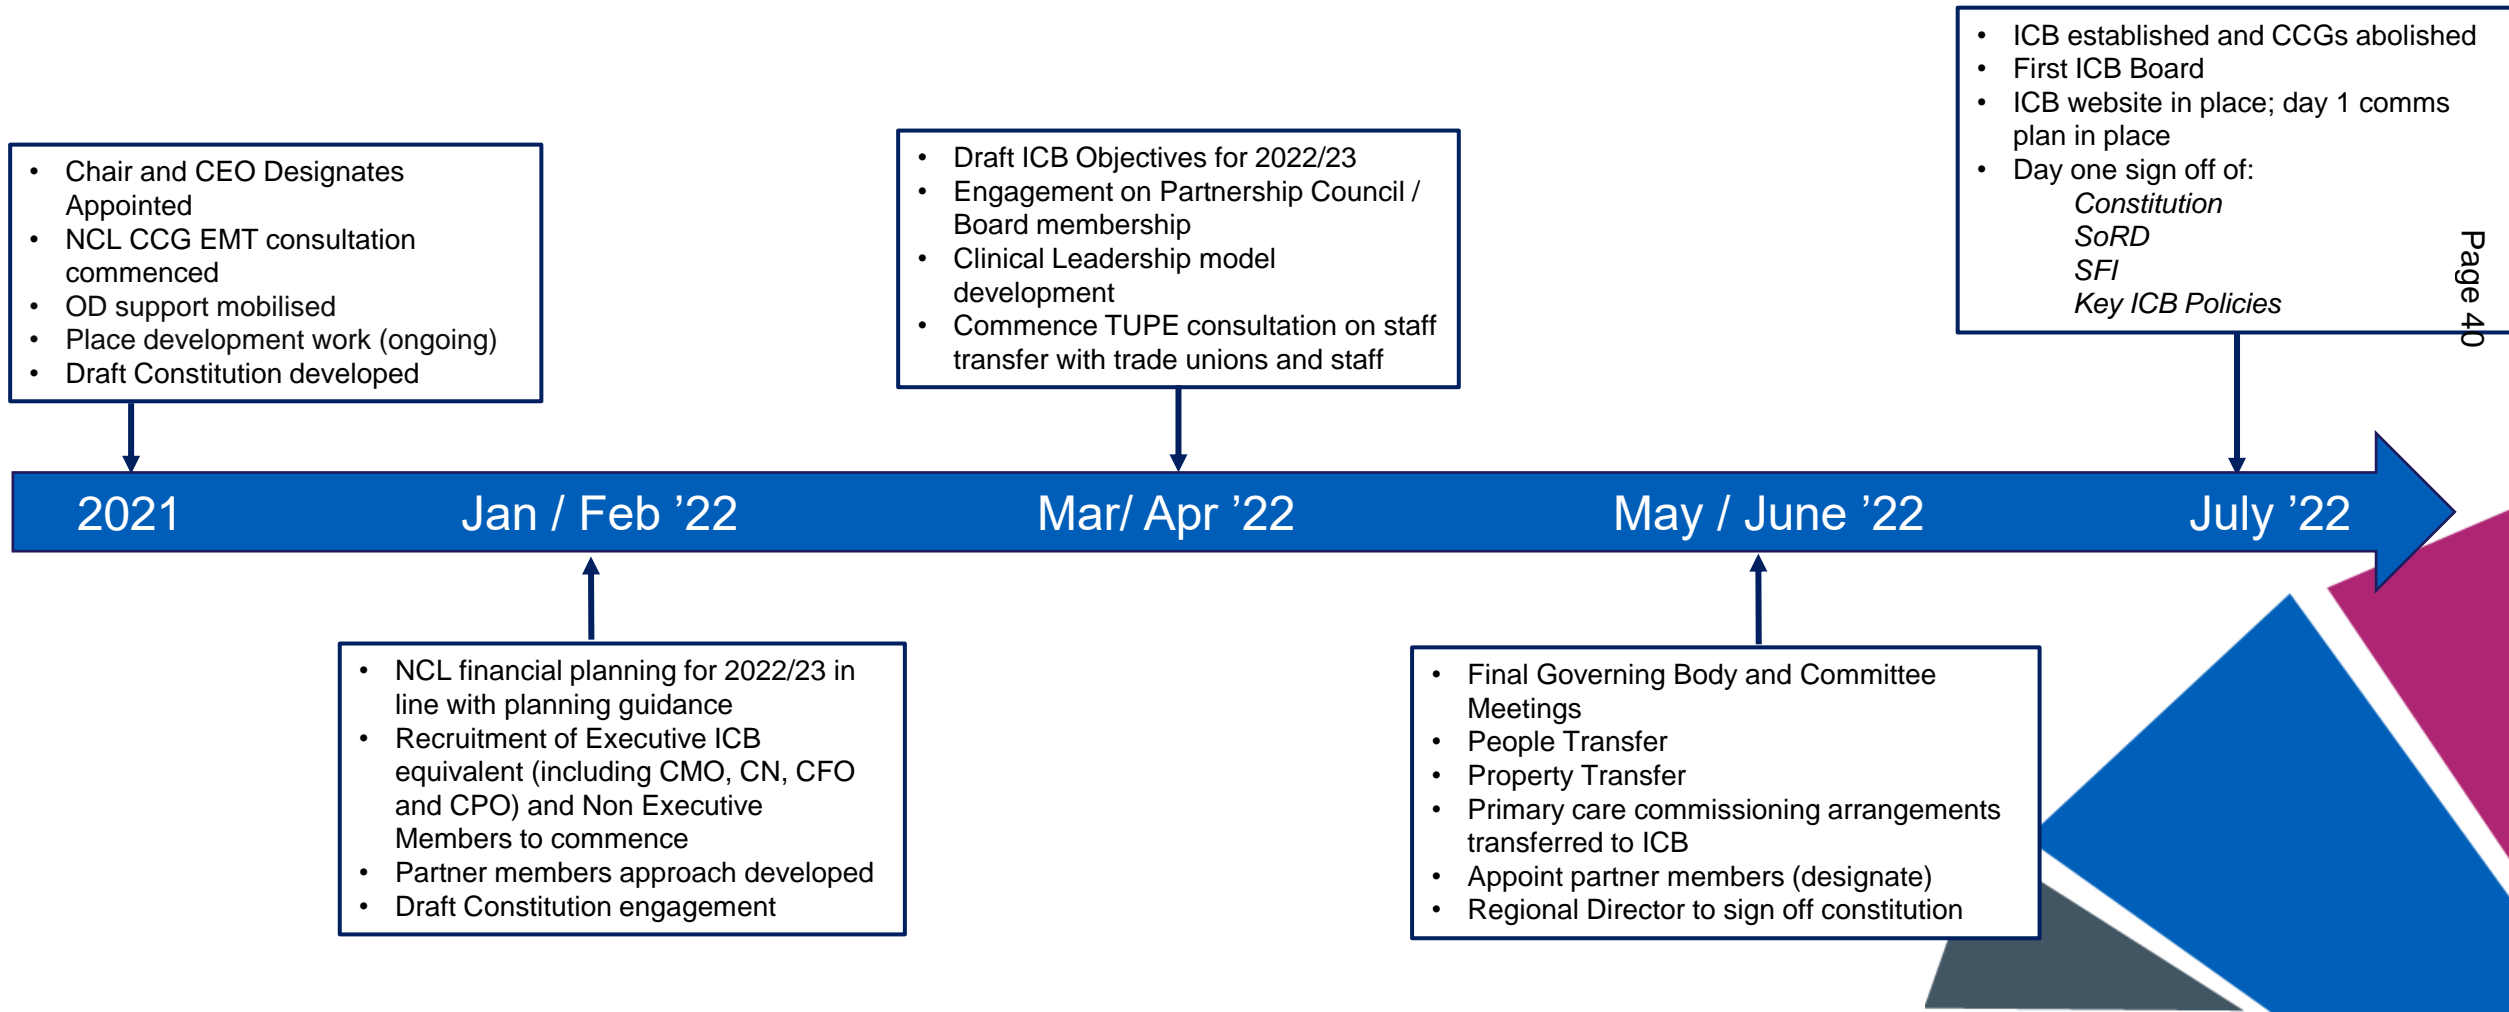 • Chair and CEO Designates
Appointed
• NCL CCG EMT consultation
commenced
• OD support mobilised
• Place development work (ongoing)
• Draft Constitution developed
• Draft ICB Objectives for 2022/23
• Engagement on Partnership Council /
Board membership
• Clinical Leadership model
development
• Commence TUPE consultation on staff
transfer with trade unions and staff
• ICB established and CCGs abolished
• First ICB Board
• ICB website in place; day 1 comms
plan in place
• Day one sign off of:
Constitution
SoRD
SFI
Key ICB Policies
Page 40
2021
Jan / Feb ’22
Mar/ Apr ’22
May / June ’22
July ’22
• NCL financial planning for 2022/23 in
line with planning guidance
• Recruitment of Executive ICB
equivalent (including CMO, CN, CFO
and CPO) and Non Executive
Members to commence
• Partner members approach developed
• Draft Constitution engagement
• Final Governing Body and Committee
Meetings
• People Transfer
• Property Transfer
• Primary care commissioning arrangements
transferred to ICB
• Appoint partner members (designate)
• Regional Director to sign off constitution